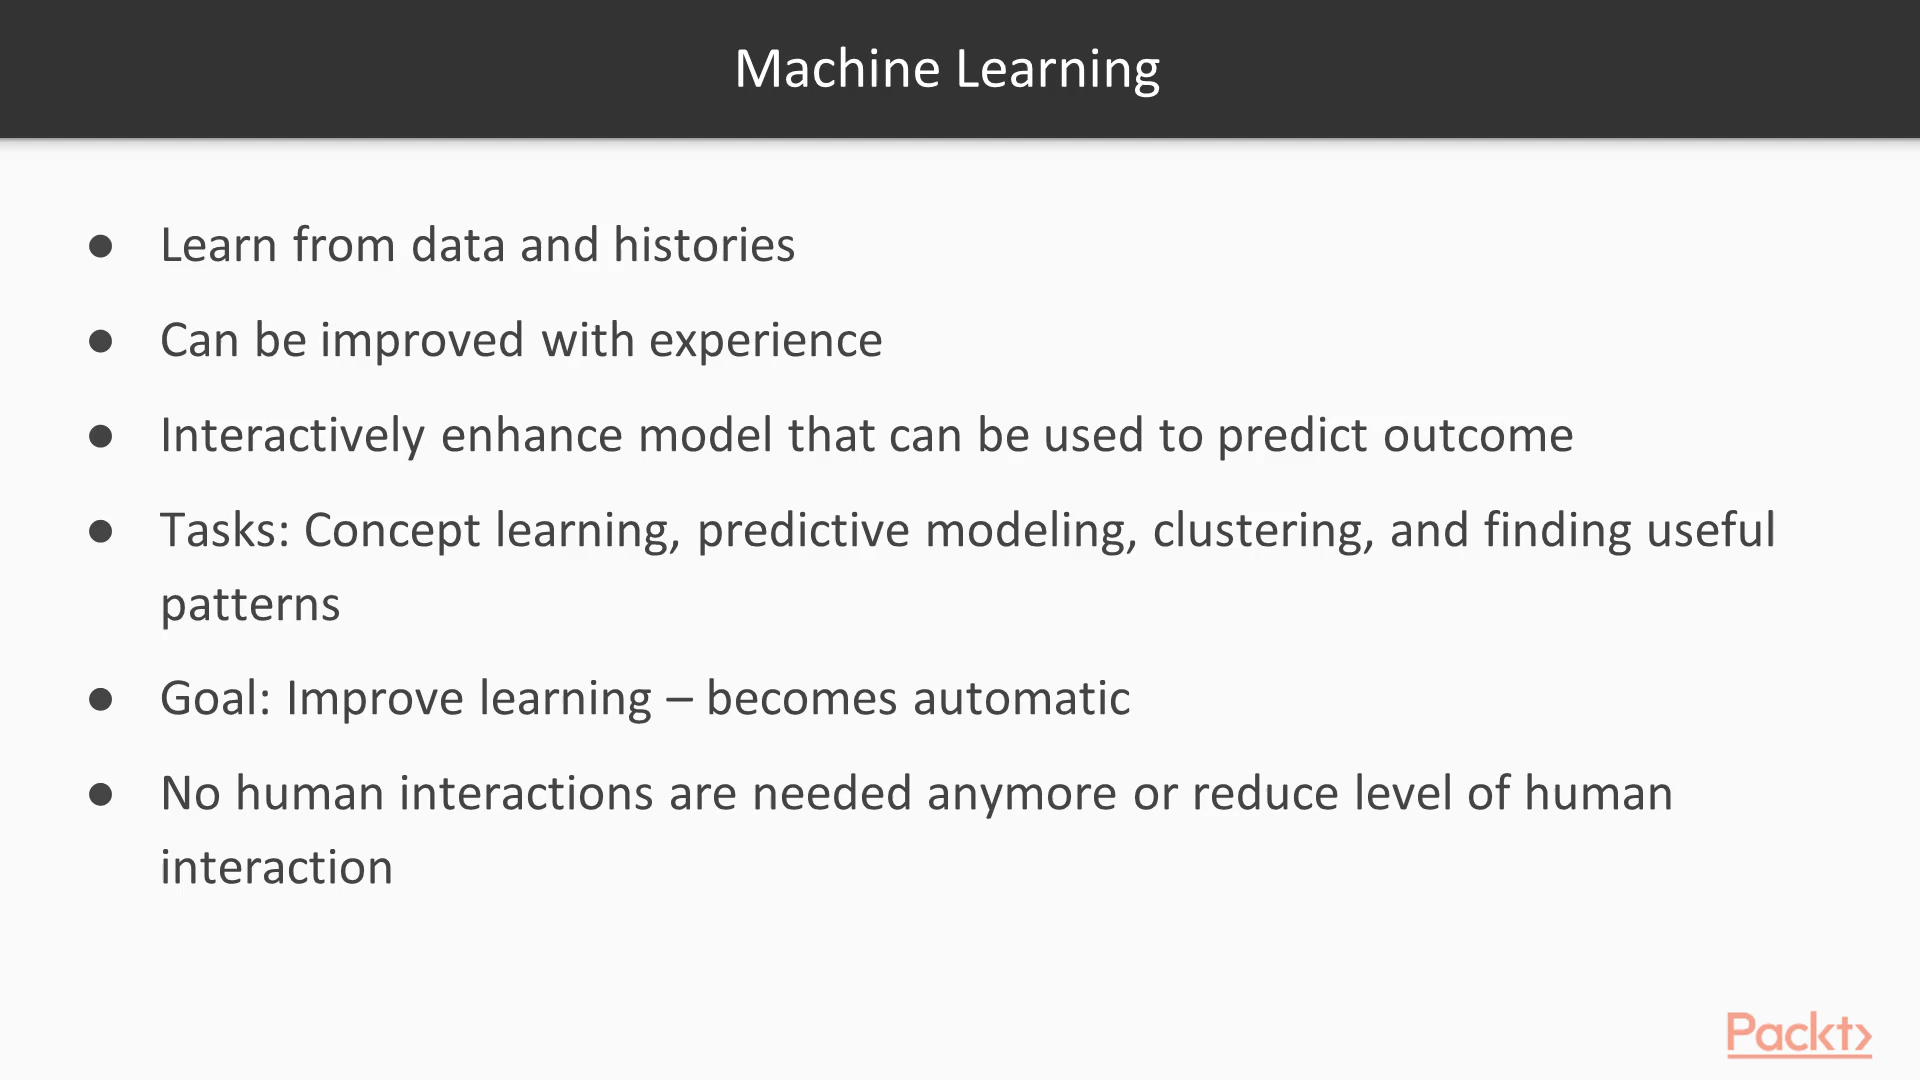 Machine Learning
● Learn from data and histories
● Can be improved with experience
● Interactively enhance model that can be used to predict outcome
● Tasks: Concept learning, predictive modeling, clustering, and finding useful
patterns
● Goal: Improve learning – becomes automatic
● No human interactions are needed anymore or reduce level of human
interaction
Packt>